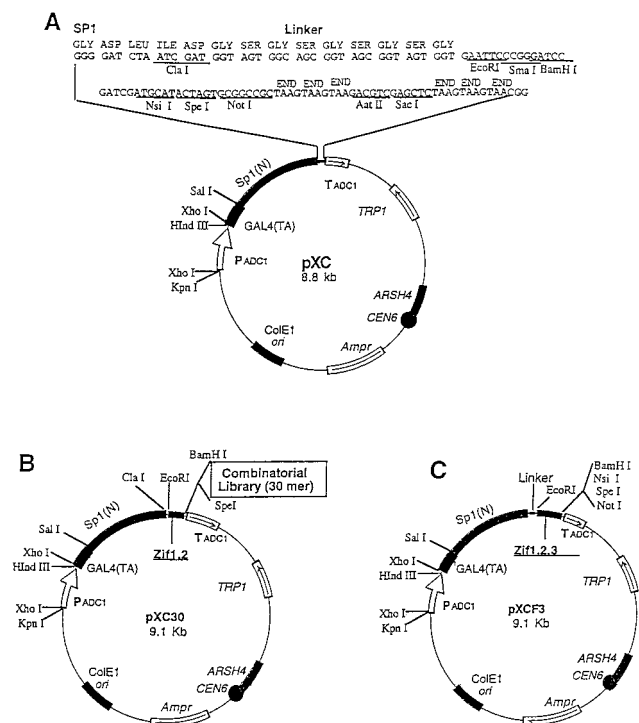 A
SP1 Linker
GLY ASP LEU ILE ASP GLY SER GLY SER GLY SER GLY SER GLY
GGG GAT CTA ATC GAT GGT AGT GGC AGC GGT AGC GGT AGT GGT GAATTCCCGGGATCC
Cla I EcoRI Sma I BamH I
END END END END END END
GATCGATGCATACTAGTGCGGCCGCTAAGTAAGTAAGACGTCGAGCTCTAAGTAAGTAACGG
Nsi I Spe I Not I Aat II Sac I
Sp1(N)
TADC1
Sal I
Xho I
HInd III
GAL4(TA)
TRP1
PADC1
pXC
8.8 kb
Xho I
Kpn I
ARSH4
CEN6
ColE1
ori
Ampr
B
BamH I
Cla I EcoRI
Combinatorial
Library (30 mer)
SpeI
Sp1(N)
TADC1
Sal I
Zif1,2
Xho I
HInd III
GAL4(TA)
TRP1
PADC1
Xho I
Kpn I
pXC30
9.1 Kb
ColE1
ori
ARSH4
CEN6
Ampr
C
BamH I
Nsi I
Spe I
Not I
Linker
EcoRI
Sp1(N)
TADC1
Sal I
Zif1,2,3
Xho I
HInd III
GAL4(TA)
TRP1
PADC1
Xho I
Kpn I
pXCF3
9.1 Kb
ColE1
ori
ARSH4
CEN6
Ampr